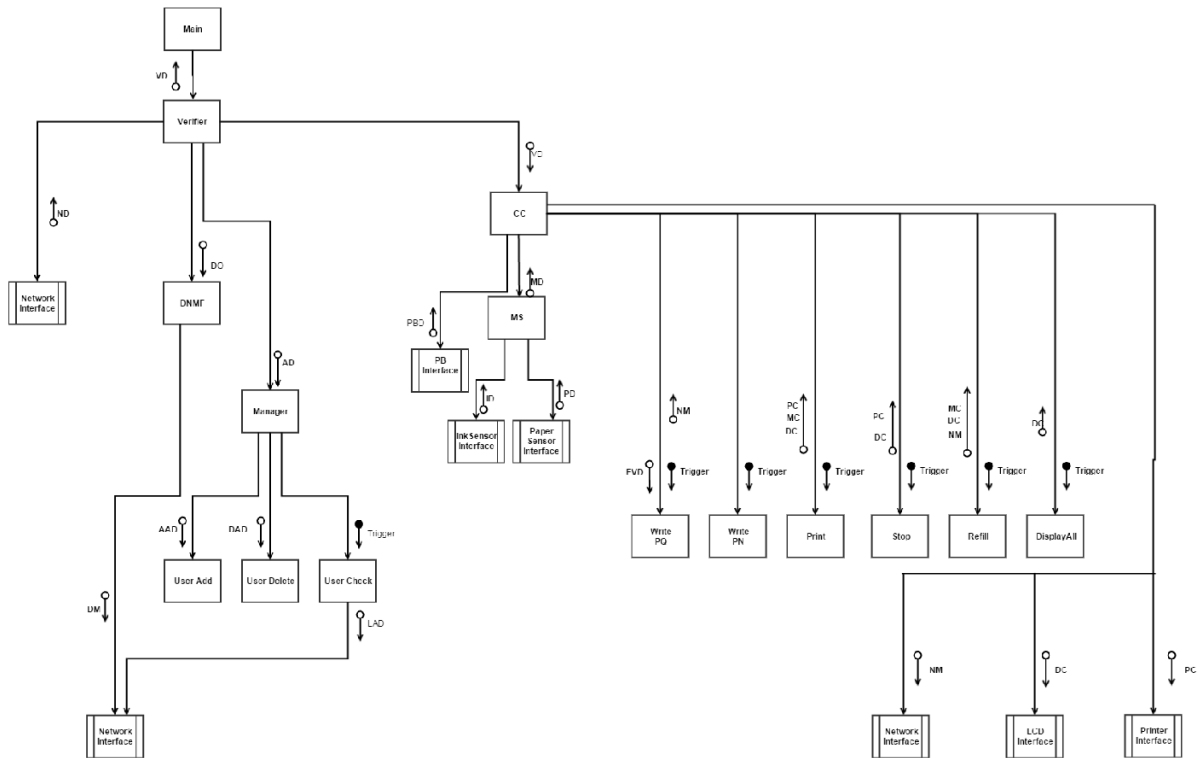 Main
VD
Verifier
VD
ND
DO
CC
MD
Network
Interface
DNMF
MS
PBD
PB
Interface
AD
ID
PD
Manager
InkSensor
Interface
Paper
Sensor
Interface
NM
PC
MC
DC
PC
DC
MC
DC
NM
DC
FVD
Trigger
Trigger
Trigger
Trigger
Trigger
Trigger
AAD
DAD
Trigger
Write
PQ
Write
PN
Print
Stop
Refill
DisplayAll
User Add
User Delete
User Check
DM
LAD
NM
DC
PC
Network
Interface
Network
Interface
LCD
Interface
Printer
Interface